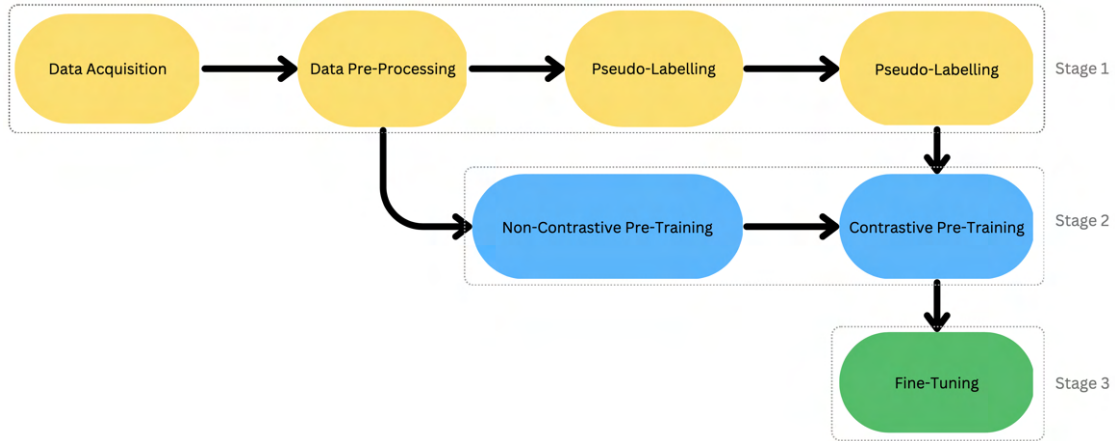 Data Acquisition
Data Pre-Processing
Pseudo-Labelling
Pseudo-Labelling
Stage 1
Non-Contrastive Pre-Training
Contrastive Pre-Training
Stage 2
Fine-Tuning
Stage 3